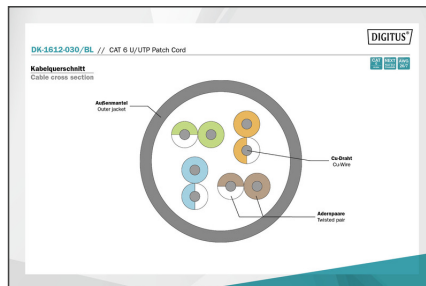 DIGITUS®
DK-1612-030/BL // CAT 6 U/UTP Patch Cord
Kabelquerschnitt
Cable cross section
Außenmantel
Outer jacket
Cu-Draht
Cu-Wire
Aderspaare
Twisted pair